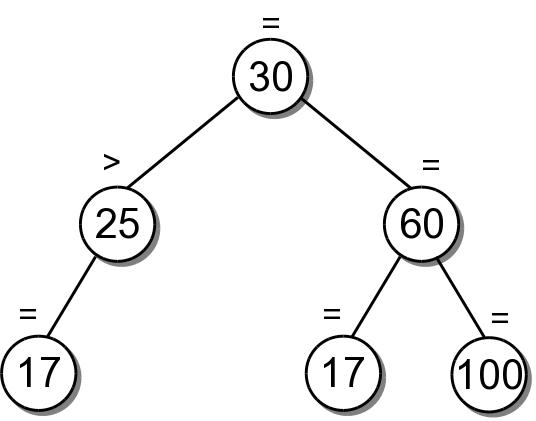 =
30
> =
25 60
= = =
17 17 100